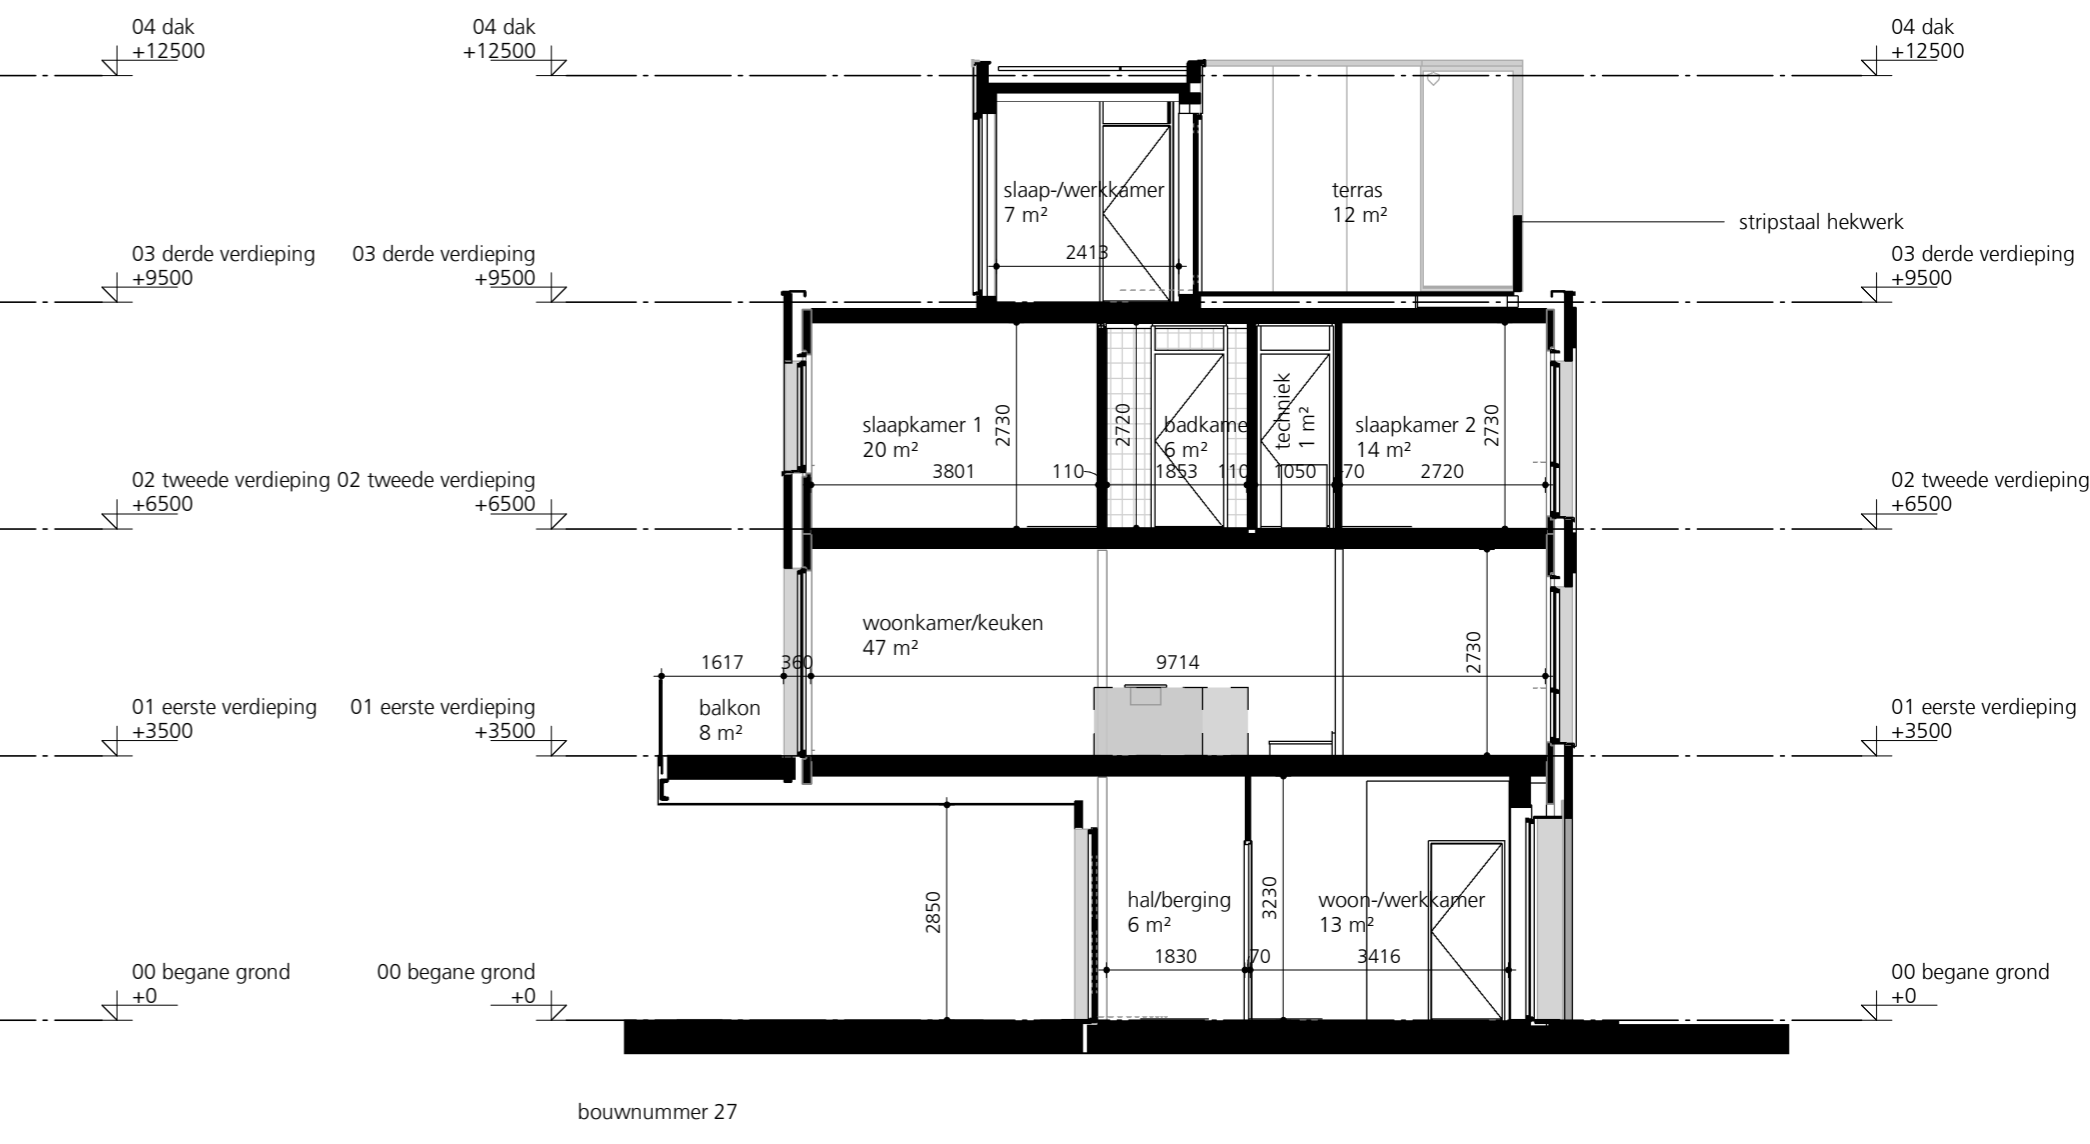 04 dak
+12500
04 dak
+12500
04 dak
+12500
slaap-/werkkamer
7 m²
terras
12 m²
stripstaal hekwerk
2413
03 derde verdieping
+9500
03 derde verdieping
+9500
03 derde verdieping
+9500
slaapkamer 1
20 m²
2730
2720
badkame
6 m²
techniek
1 m²
slaapkamer 2
14 m²
2730
3801
110
1853
110
1050
70
2720
02 tweede verdieping
+6500
02 tweede verdieping
+6500
02 tweede verdieping
+6500
woonkamer/keuken
47 m²
2730
1617
360
9714
balkon
8 m²
01 eerste verdieping
+3500
01 eerste verdieping
+3500
01 eerste verdieping
+3500
2850
hal/berging
6 m²
3230
woon-/werkkamer
13 m²
1830
70
3416
00 begane grond
+0
00 begane grond
+0
00 begane grond
+0
bouwnummer 27